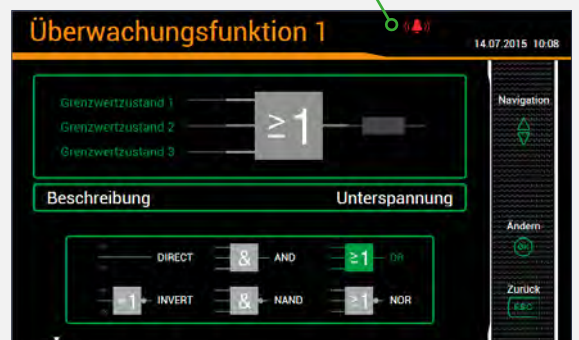 Überwachungsfunktion 1
14.07.2015 10:08
Grenzwertzustand 1
Grenzwertzustand 2
Grenzwertzustand 3
≥1
Navigation
Beschreibung Unterspannung
DIRECT & AND ≥1 OR
=1 INVERT & NAND ≥1 NOR
Ändern
OK
Zurück
ESC